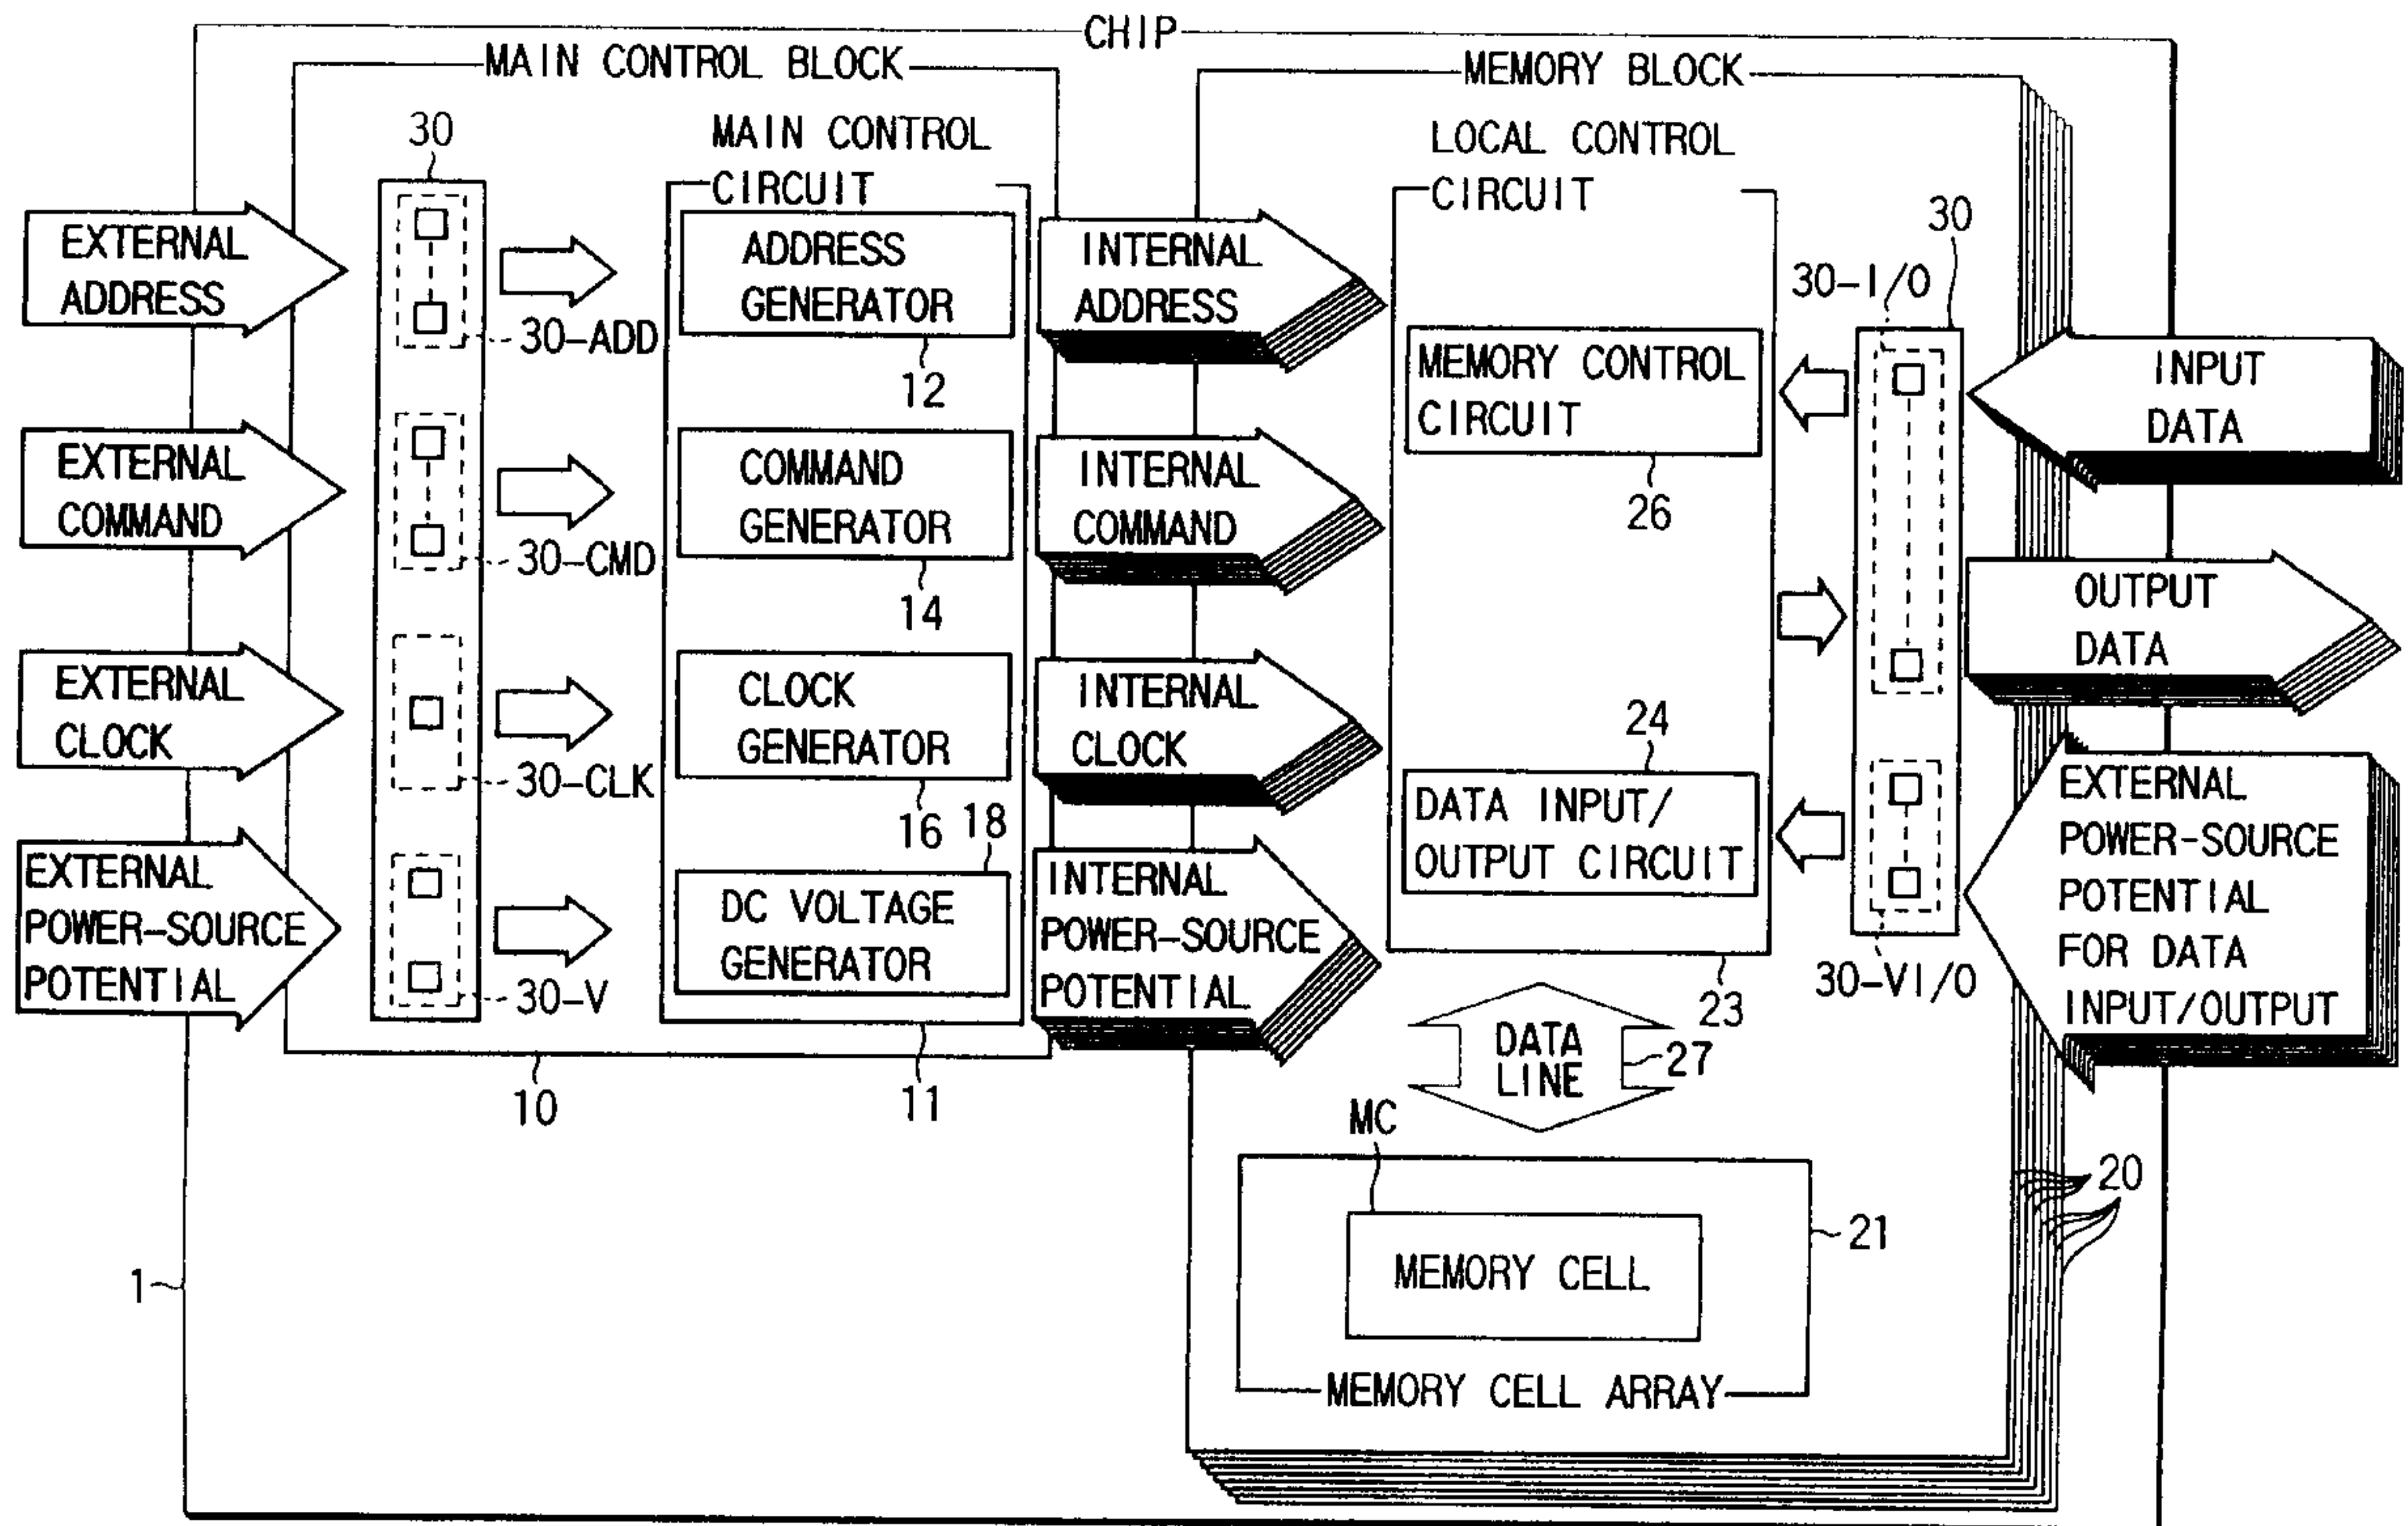 CHIP
MAIN CONTROL BLOCK
MEMORY BLOCK
30
MAIN CONTROL
CIRCUIT
LOCAL CONTROL
CIRCUIT
30
EXTERNAL
ADDRESS
30-ADD
ADDRESS
GENERATOR
12
INTERNAL
ADDRESS
30-I/O
MEMORY CONTROL
CIRCUIT
26
INPUT
DATA
EXTERNAL
COMMAND
30-CMD
COMMAND
GENERATOR
14
INTERNAL
COMMAND
OUTPUT
DATA
EXTERNAL
CLOCK
30-CLK
CLOCK
GENERATOR
16
INTERNAL
CLOCK
24
DATA INPUT/
OUTPUT CIRCUIT
EXTERNAL
POWER-SOURCE
POTENTIAL
FOR DATA
INPUT/OUTPUT
EXTERNAL
POWER-SOURCE
POTENTIAL
30-V
18
DC VOLTAGE
GENERATOR
INTERNAL
POWER-SOURCE
POTENTIAL
30-VI/O
23
10
11
DATA
LINE
27
MC
20
21
MEMORY CELL
1
MEMORY CELL ARRAY